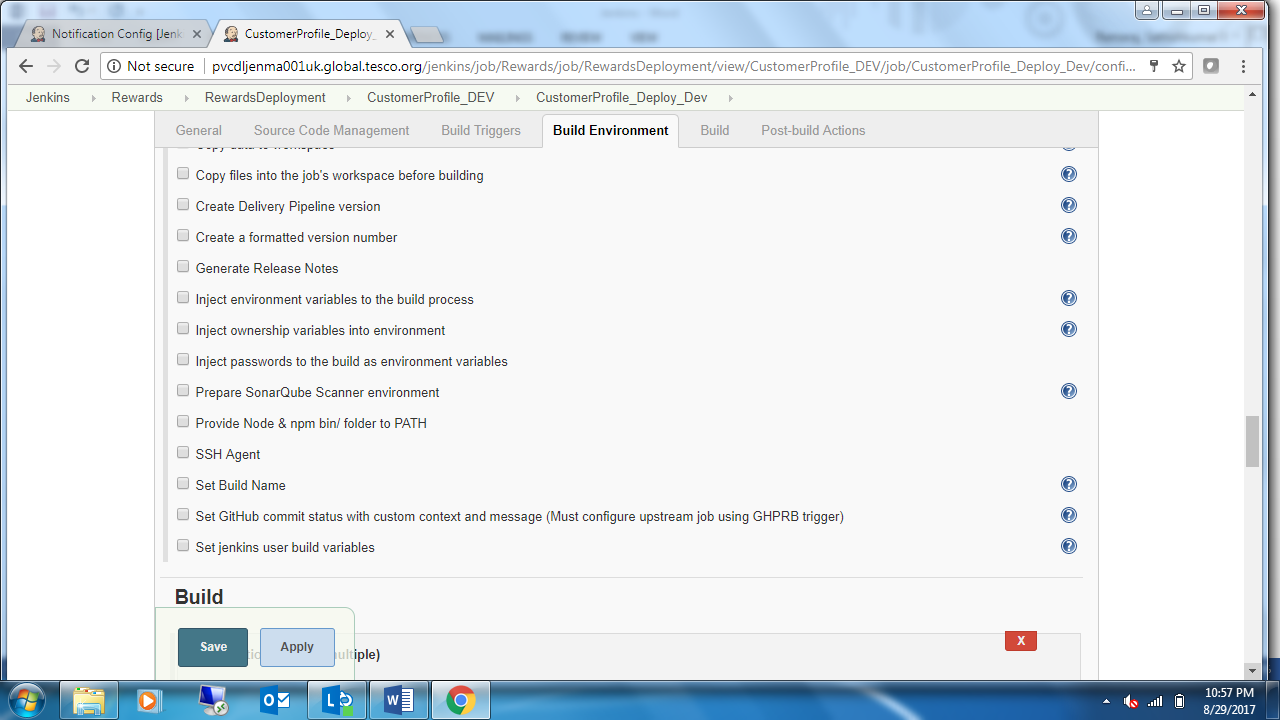 Notification Config [Jenk
CustomerProfile_Deploy_
Not secure
pvcdljenma001uk.global.tesco.org/jenkins/job/Rewards/job/RewardsDeployment/view/CustomerProfile_DEV/job/CustomerProfile_Deploy_Dev/confi...
Jenkins
Rewards
RewardsDeployment
CustomerProfile_DEV
CustomerProfile_Deploy_Dev
General
Source Code Management
Build Triggers
Build Environment
Build
Post-build Actions
Copy data to workspace
Copy files into the job's workspace before building
Create Delivery Pipeline version
Create a formatted version number
Generate Release Notes
Inject environment variables to the build process
Inject ownership variables into environment
Inject passwords to the build as environment variables
Prepare SonarQube Scanner environment
Provide Node & npm bin/ folder to PATH
SSH Agent
Set Build Name
Set GitHub commit status with custom context and message (Must configure upstream job using GHPRB trigger)
Set jenkins user build variables
Build
X
Save
Apply
ultiple)
10:57 PM
8/29/2017